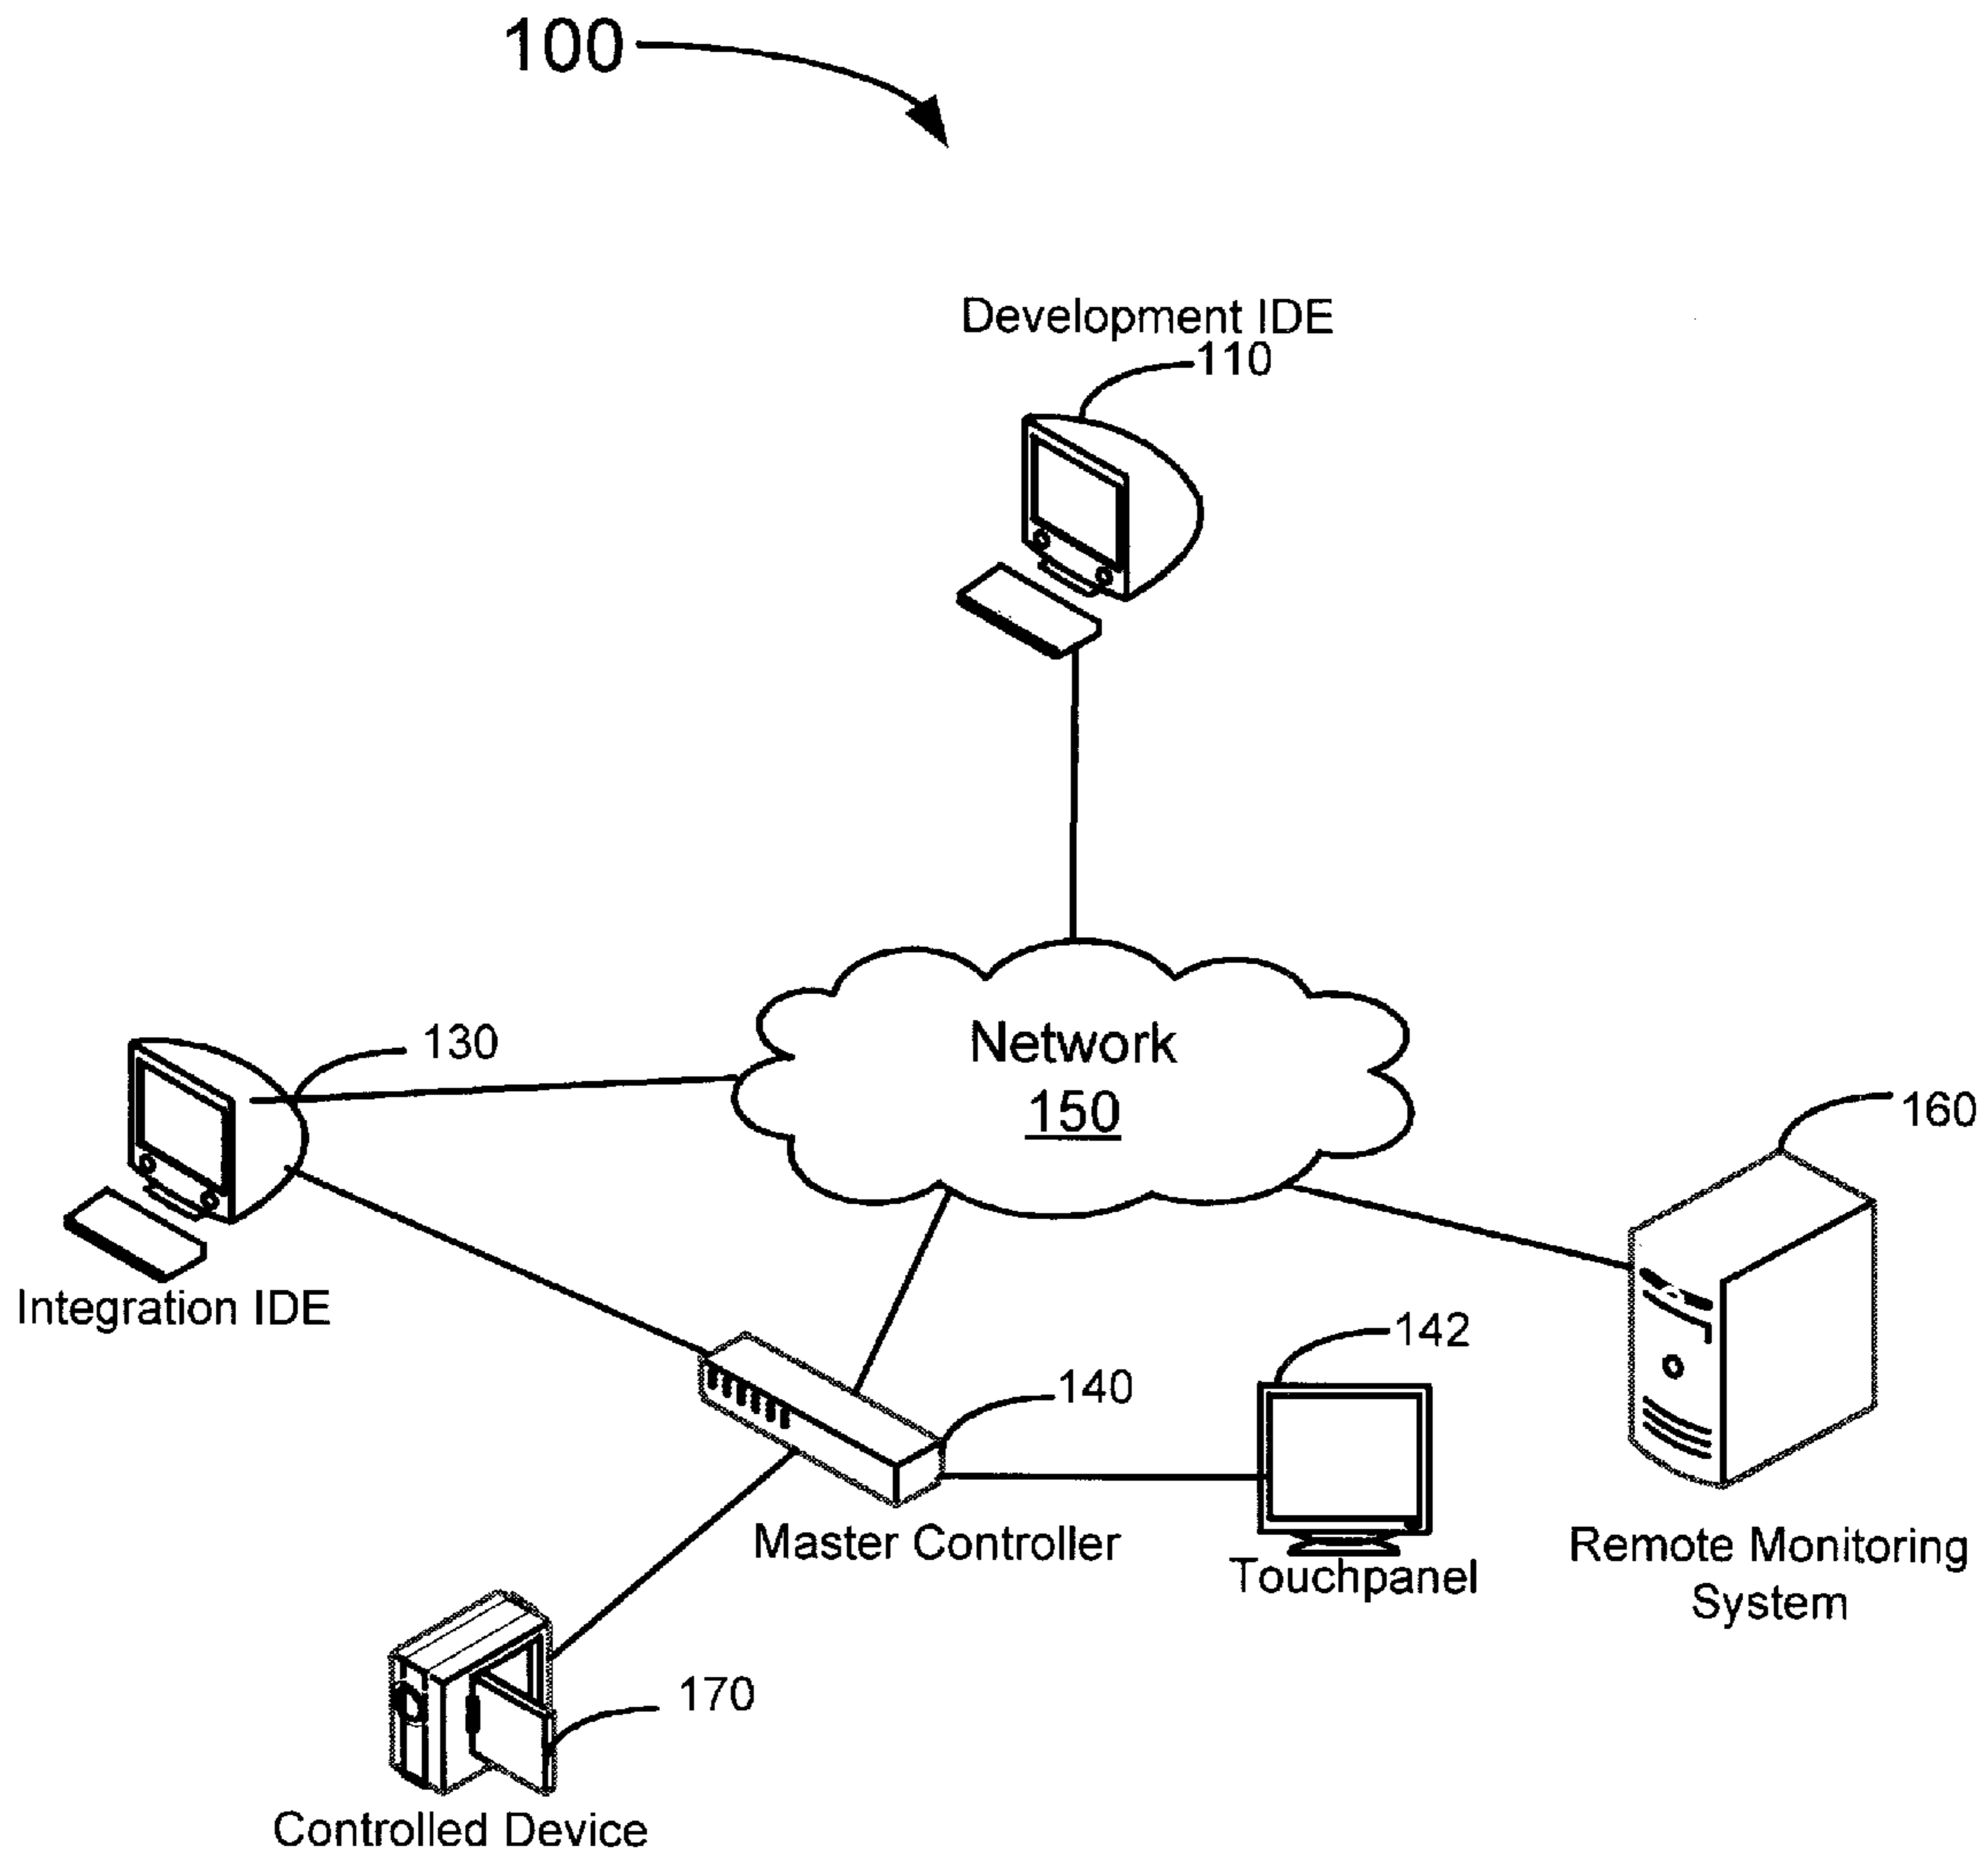 100
Development IDE
110
Network
150
130
160
Integration IDE
142
140
Master Controller
Touchpanel
Remote Monitoring
System
170
Controlled Device